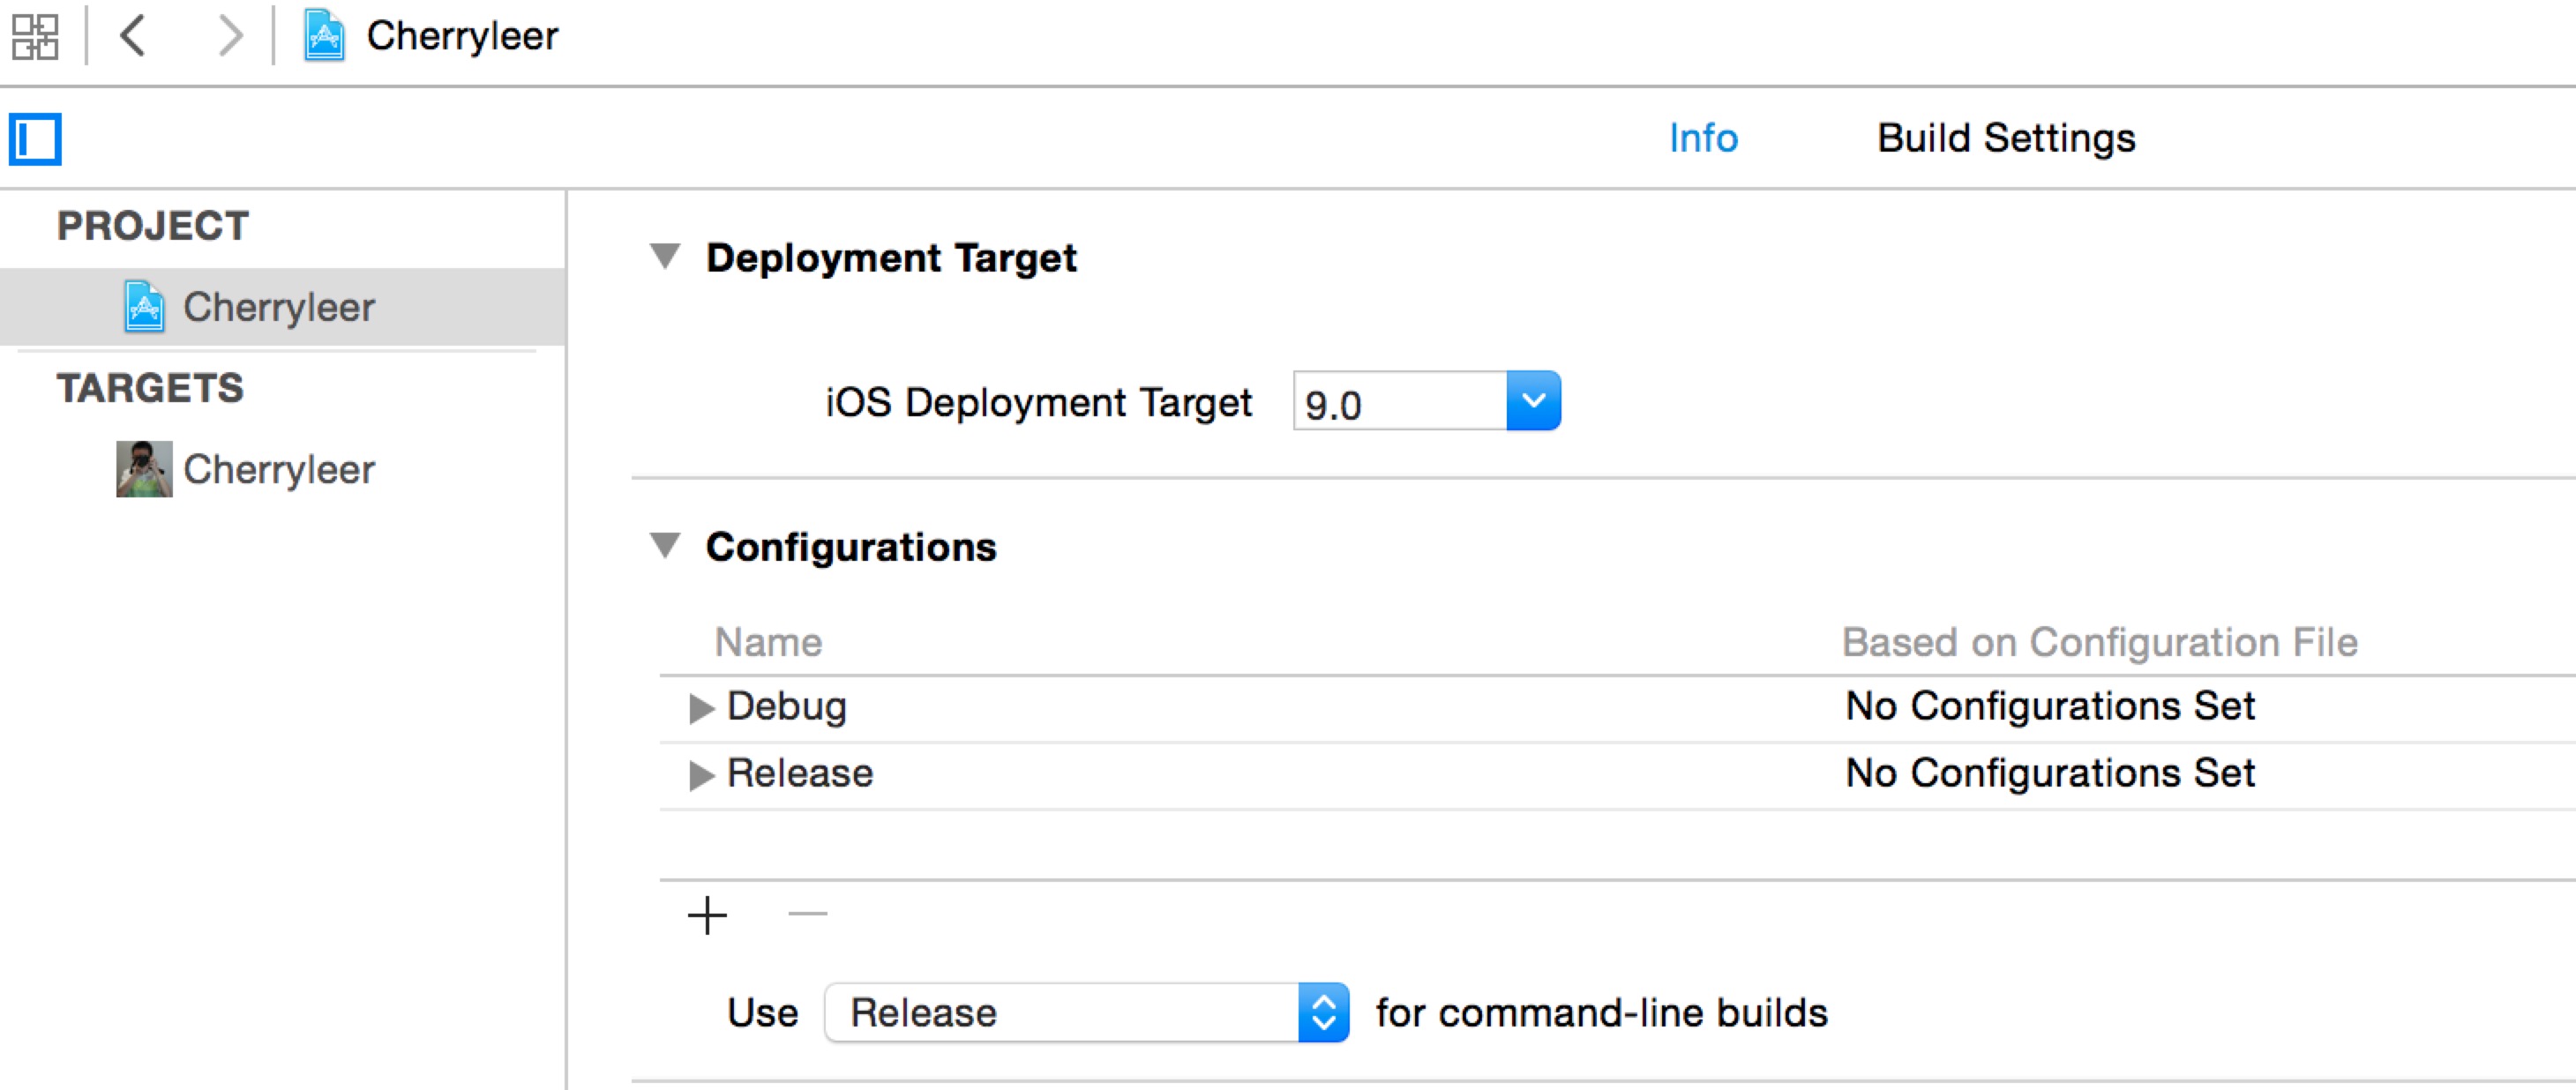 Cherryleer
Info Build Settings
PROJECT
Cherryleer
TARGETS
Cherryleer
Deployment Target
iOS Deployment Target 9.0
Configurations
Name Based on Configuration File
Debug No Configurations Set
Release No Configurations Set
Use Release for command-line builds